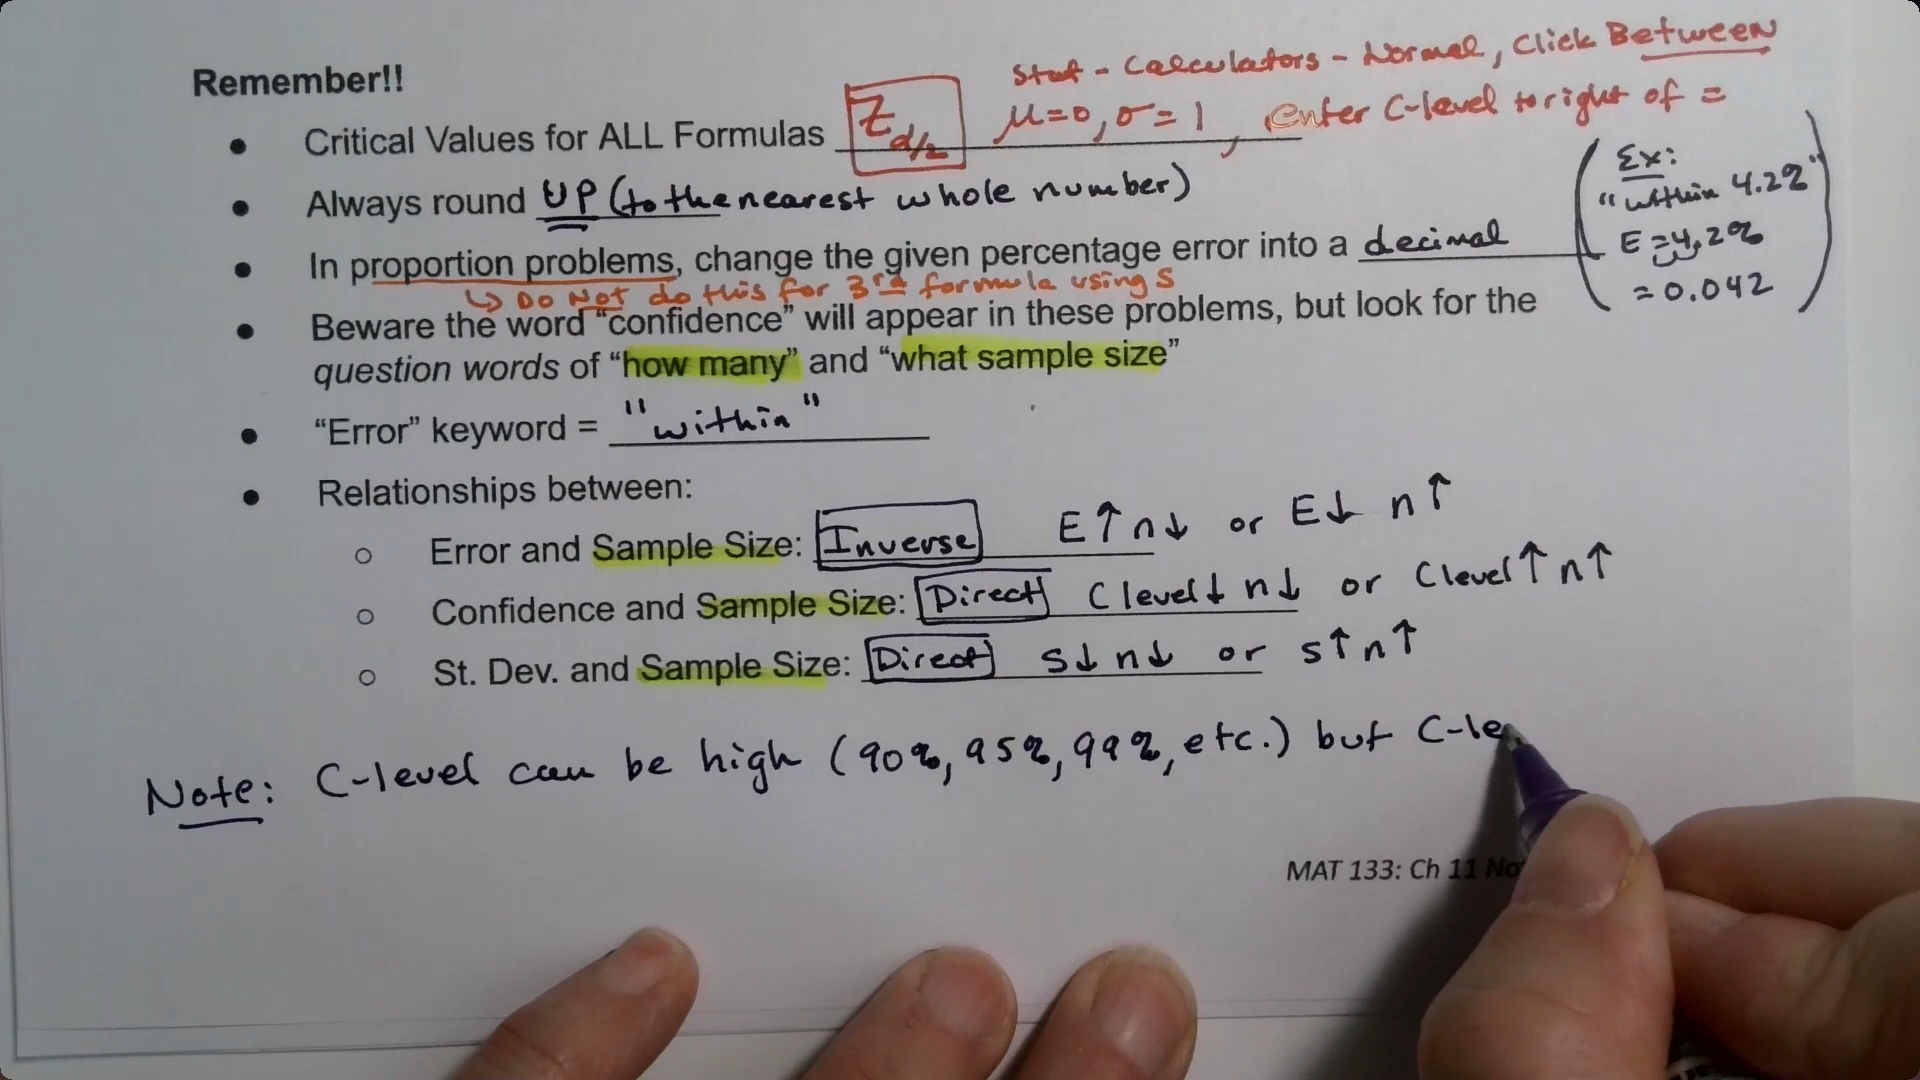 Stat - Calculators - Normal, Click Between
Remember!!
• Critical Values for ALL Formulas Zα/2 μ=0, σ=1, enter C-level to right of =
• Always round UP (to the nearest whole number)
• In proportion problems, change the given percentage error into a decimal
(Ex:
"within 4.2%"
E = 4.2%
= 0.042)
↳ Do Not do this for 3rd formula using S
• Beware the word "confidence" will appear in these problems, but look for the
question words of "how many" and "what sample size"
• "Error" keyword = "within"
• Relationships between:
○ Error and Sample Size: Inverse E↑ n↓ or E↓ n↑
○ Confidence and Sample Size: Direct C level↓ n↓ or C level↑ n↑
○ St. Dev. and Sample Size: Direct S↓ n↓ or S↑ n↑
Note: C-level can be high (90%, 95%, 99%, etc.) but C-le
MAT 133: Ch 11 No